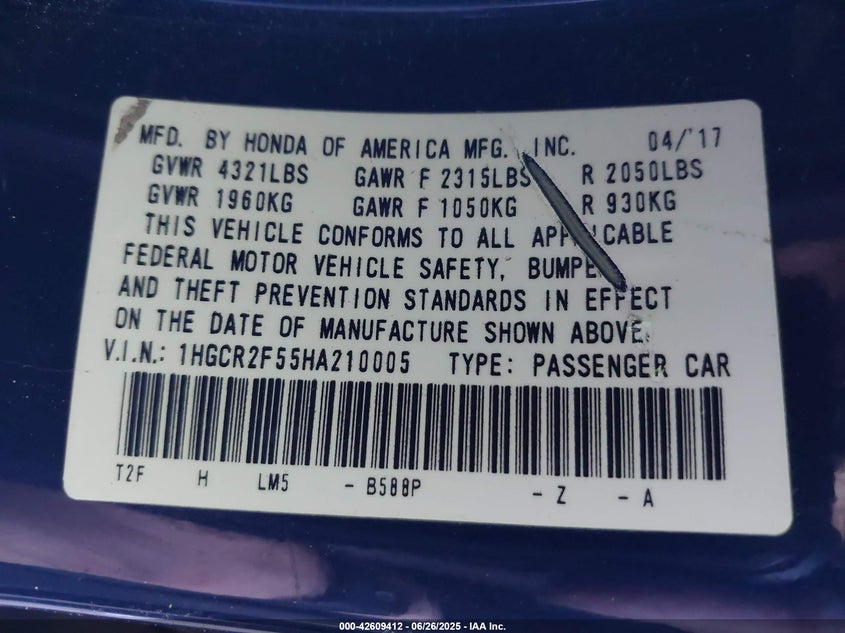 MFD. BY HONDA OF AMERICA MFG. INC. 04/'17
GVWR 4321LBS GAWR F 2315LBS R 2050LBS
GVWR 1960KG GAWR F 1050KG R 930KG
THIS VEHICLE CONFORMS TO ALL APPLICABLE
FEDERAL MOTOR VEHICLE SAFETY, BUMPER
AND THEFT PREVENTION STANDARDS IN EFFECT
ON THE DATE OF MANUFACTURE SHOWN ABOVE.
V.I.N.: 1HGCR2F55HA210005 TYPE: PASSENGER CAR
T2F H LM5 - B588P - Z - A
000-42609412 - 06/26/2025 - IAA Inc.